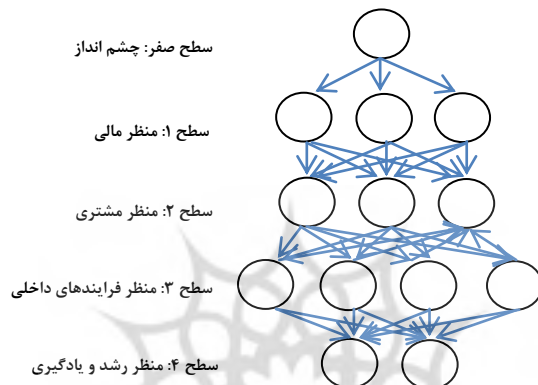 سطح صفر: چشم انداز
سطح ۱: منظر مالی
سطح ۲: منظر مشتری
سطح ۳: منظر فرایندهای داخلی
سطح ۴: منظر رشد و یادگیری